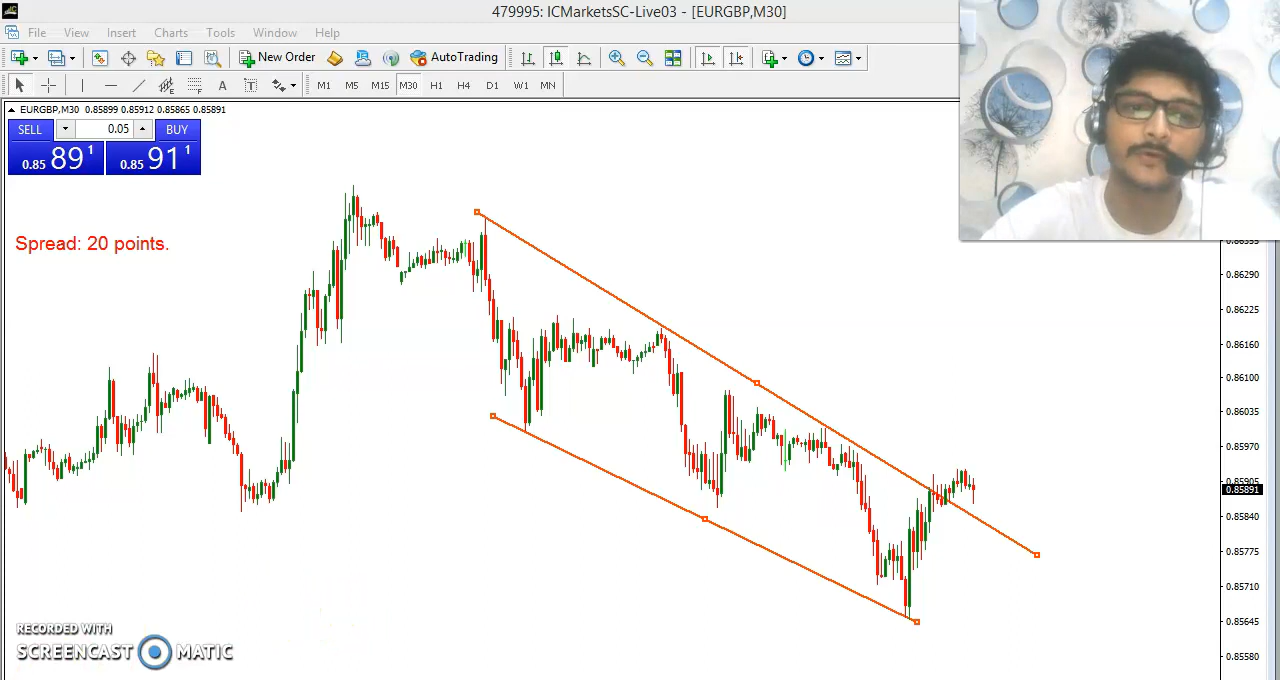 479995: ICMarketsSC-Live03 - [EURGBP,M30]
File View Insert Charts Tools Window Help
New Order AutoTrading
A T M1 M5 M15 M30 H1 H4 D1 W1 MN
EURGBP,M30 0.85899 0.85912 0.85865 0.85891
SELL 0.05 BUY
0.85 89 1 0.85 91 1
Spread: 20 points.
0.86290
0.86225
0.86160
0.86100
0.86035
0.85970
0.85905
0.85891
0.85840
0.85775
0.85710
0.85645
0.85580
RECORDED WITH
SCREENCAST MATIC